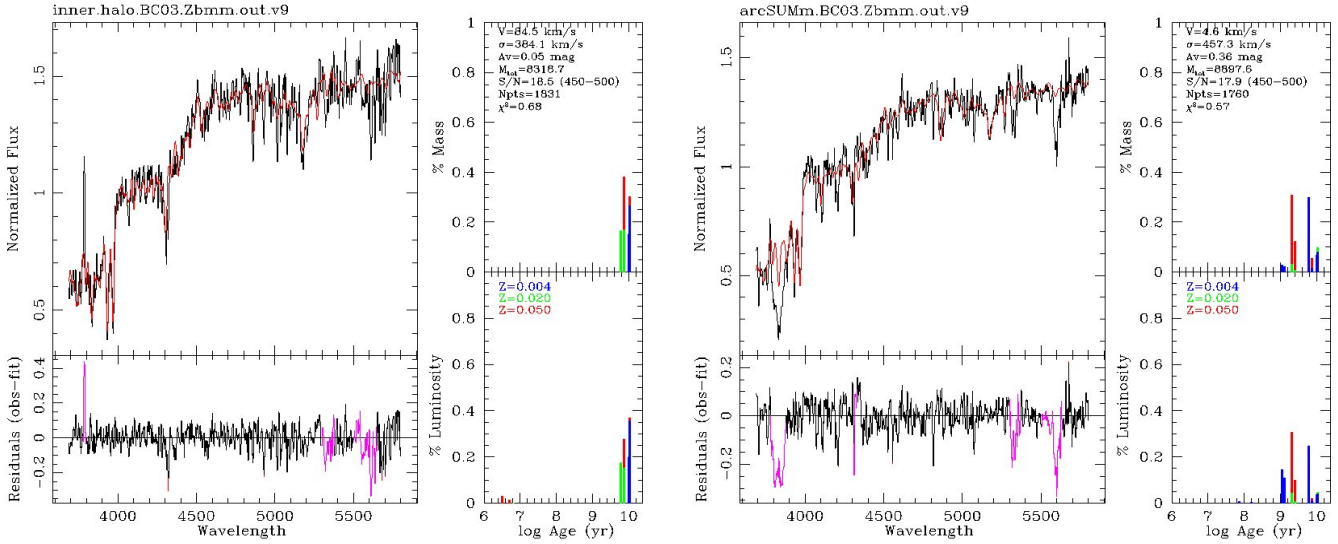 inner.halo.BC03.Zbmm.out.v9
Normalized Flux
1.5
1
0.5
Residuals (obs-fit)
0.4
0.2
0
-0.2
4000 4500 5000 5500
Wavelength
% Mass
1
0.8
0.6
0.4
0.2
0
V=84.5 km/s
σ=384.1 km/s
Av=0.05 mag
Mtot=8318.7
S/N=18.5 (450-500)
Npts=1831
χ²=0.68
Z=0.004
Z=0.020
Z=0.050
% Luminosity
0.8
0.6
0.4
0.2
0
6 7 8 9 10
log Age (yr)
arcSUMm.BC03.Zbmm.out.v9
Normalized Flux
1.5
1
0.5
Residuals (obs-fit)
0.2
0
-0.2
4000 4500 5000 5500
Wavelength
% Mass
1
0.8
0.6
0.4
0.2
0
V=4.6 km/s
σ=457.3 km/s
Av=0.36 mag
Mtot=8897.6
S/N=17.9 (450-500)
Npts=1760
χ²=0.57
Z=0.004
Z=0.020
Z=0.050
% Luminosity
0.8
0.6
0.4
0.2
0
6 7 8 9 10
log Age (yr)